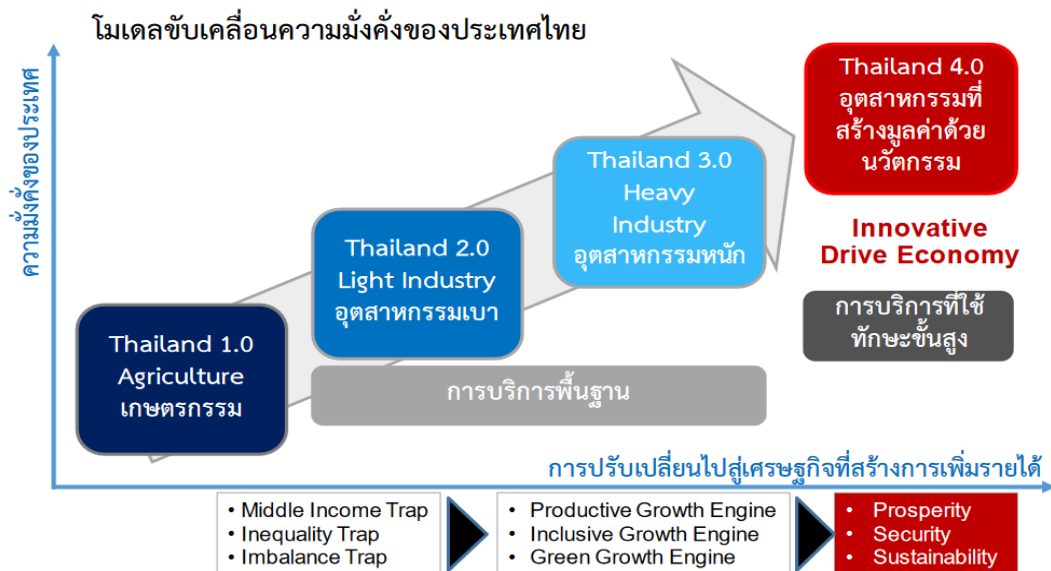 โมเดลขับเคลื่อนความมั่งคั่งของประเทศไทย
ความมั่งคั่งของประเทศ
Thailand 1.0
Agriculture
เกษตรกรรม
Thailand 2.0
Light Industry
อุตสาหกรรมเบา
Thailand 3.0
Heavy
Industry
อุตสาหกรรมหนัก
Thailand 4.0
อุตสาหกรรมที่
สร้างมูลค่าด้วย
นวัตกรรม
Innovative
Drive Economy
การบริการที่ใช้
ทักษะขั้นสูง
การบริการพื้นฐาน
การปรับเปลี่ยนไปสู่เศรษฐกิจที่สร้างการเพิ่มรายได้
• Middle Income Trap
• Inequality Trap
• Imbalance Trap
• Productive Growth Engine
• Inclusive Growth Engine
• Green Growth Engine
• Prosperity
• Security
• Sustainability